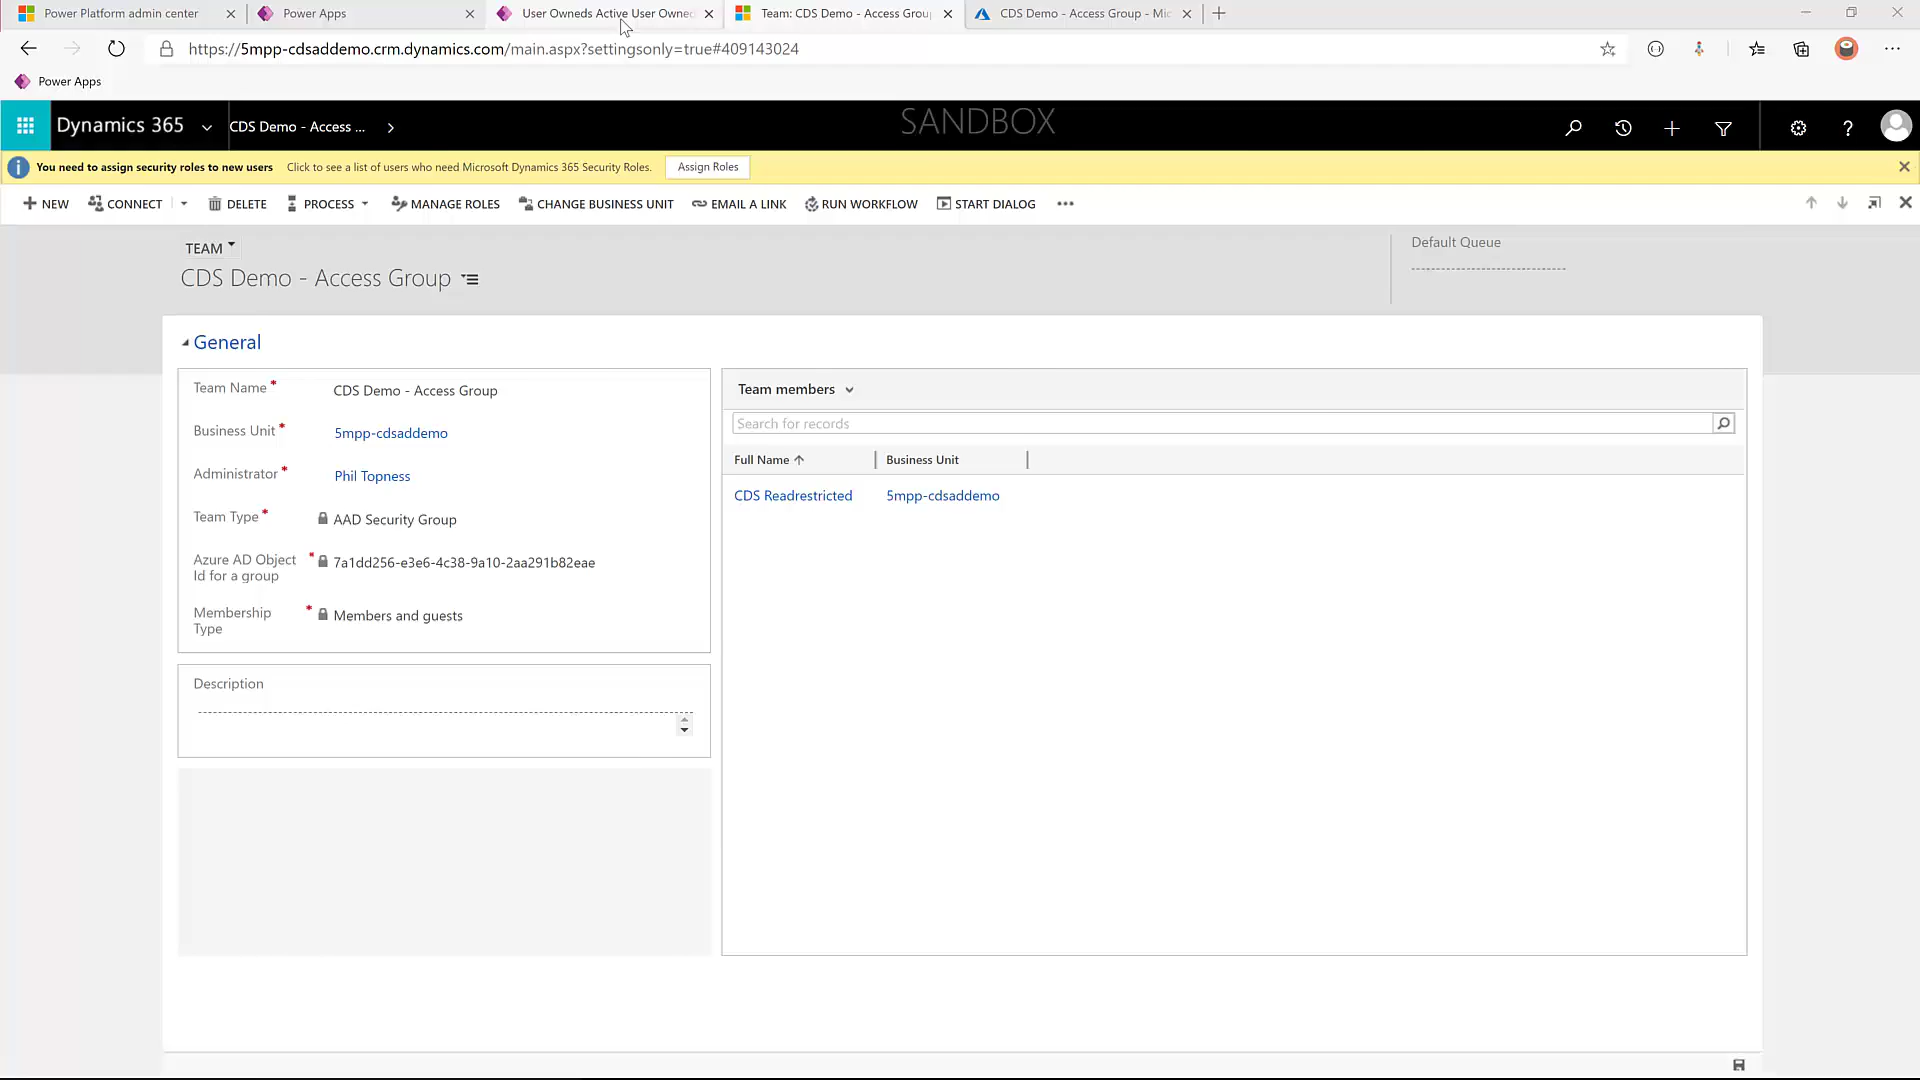 Power Platform admin center
Power Apps
User Owneds Active User Owned
Team: CDS Demo - Access Grou
CDS Demo - Access Group - Mic
https://5mpp-cdsaddemo.crm.dynamics.com/main.aspx?settingsonly=true#409143024
Power Apps
Dynamics 365
CDS Demo - Access ...
SANDBOX
You need to assign security roles to new users
Click to see a list of users who need Microsoft Dynamics 365 Security Roles.
Assign Roles
NEW
CONNECT
DELETE
PROCESS
MANAGE ROLES
CHANGE BUSINESS UNIT
EMAIL A LINK
RUN WORKFLOW
START DIALOG
TEAM
CDS Demo - Access Group
Default Queue
General
Team Name*
CDS Demo - Access Group
Business Unit*
5mpp-cdsaddemo
Administrator*
Phil Topness
Team Type*
AAD Security Group
Azure AD Object
Id for a group
*
7a1dd256-e3e6-4c38-9a10-2aa291b82eae
Membership
Type
*
Members and guests
Description
Team members
Search for records
Full Name
Business Unit
CDS Readrestricted
5mpp-cdsaddemo